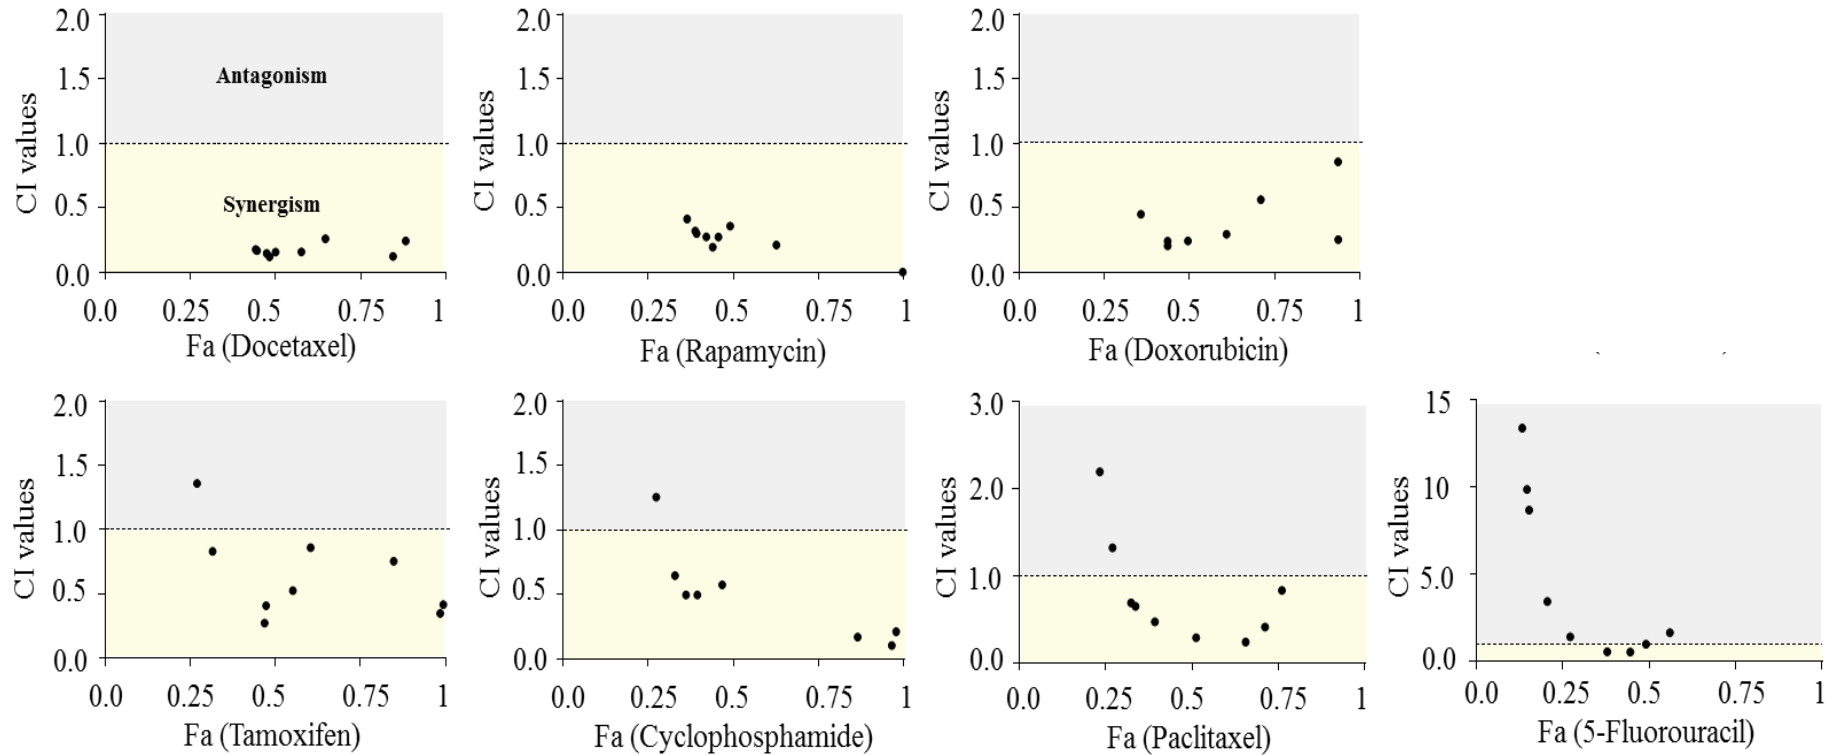 2.0
1.5
1.0
0.5
0.0
CI values
Antagonism
Synergism
0.0 0.25 0.5 0.75 1
Fa (Docetaxel)
2.0
1.5
1.0
0.5
0.0
CI values
0.0 0.25 0.5 0.75 1
Fa (Rapamycin)
2.0
1.5
1.0
0.5
0.0
CI values
0.0 0.25 0.5 0.75 1
Fa (Doxorubicin)
2.0
1.5
1.0
0.5
0.0
CI values
0.0 0.25 0.5 0.75 1
Fa (Tamoxifen)
2.0
1.5
1.0
0.5
0.0
CI values
0.0 0.25 0.5 0.75 1
Fa (Cyclophosphamide)
3.0
2.0
1.0
0.0
CI values
0.0 0.25 0.5 0.75 1
Fa (Paclitaxel)
15
10
5.0
0.0
CI values
0.0 0.25 0.5 0.75 1
Fa (5-Fluorouracil)